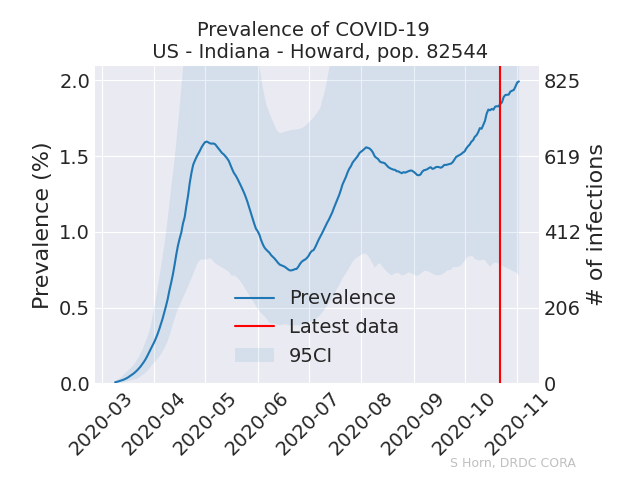 Prevalence of COVID-19
US - Indiana - Howard, pop. 82544
Prevalence (%)
2.0
1.5
1.0
0.5
0.0
825
619
412
206
0
# of infections
Prevalence
Latest data
95CI
2020-03
2020-04
2020-05
2020-06
2020-07
2020-08
2020-09
2020-10
2020-11
S Horn, DRDC CORA